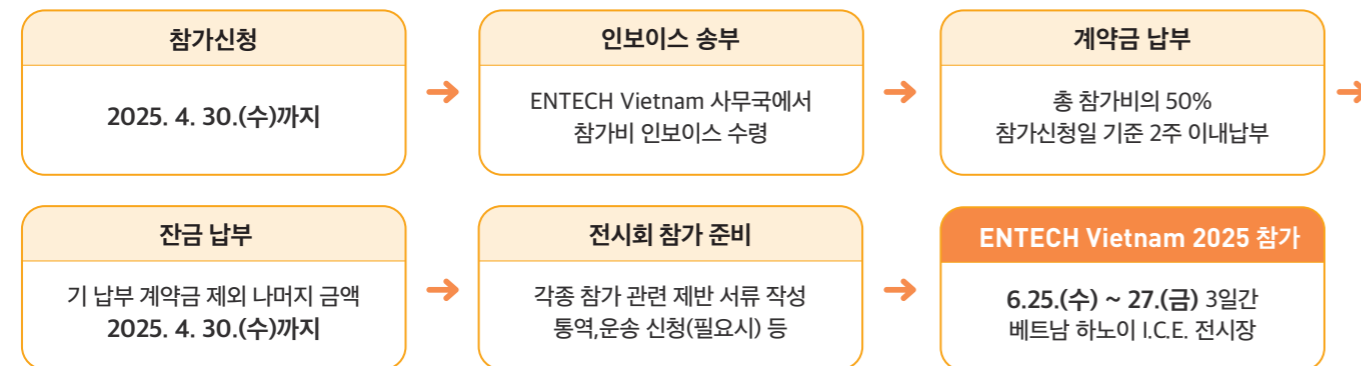 참가신청
2025. 4. 30.(수)까지
인보이스 송부
ENTECH Vietnam 사무국에서
참가비 인보이스 수령
계약금 납부
총 참가비의 50%
참가신청일 기준 2주 이내납부
잔금 납부
기 납부 계약금 제외 나머지 금액
2025. 4. 30.(수)까지
전시회 참가 준비
각종 참가 관련 제반 서류 작성
통역,운송 신청(필요시) 등
ENTECH Vietnam 2025 참가
6.25.(수) ~ 27.(금) 3일간
베트남 하노이 I.C.E. 전시장